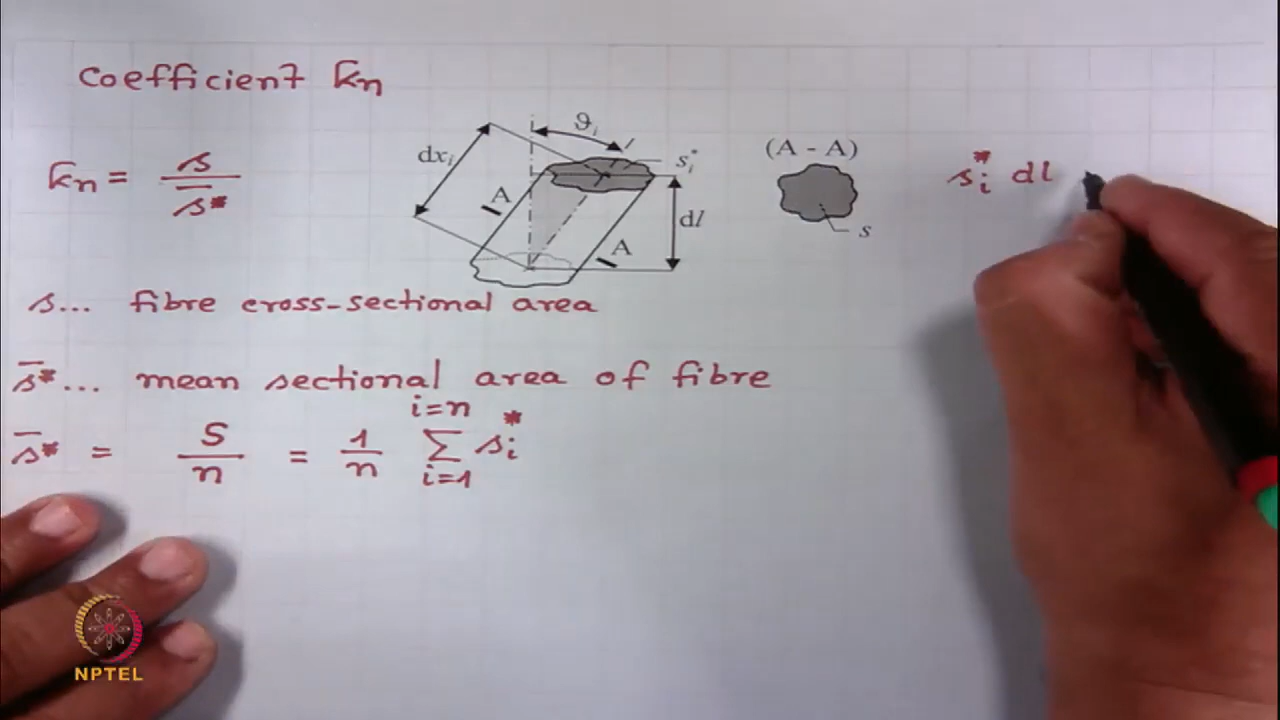 Coefficient kn
kn = s / s̅*
dxi
ϑi
si*
A
A
dl
(A - A)
s
si* dl
s... fibre cross-sectional area
s̅*... mean sectional area of fibre
s̅* = S/n = 1/n ∑ si* i=n i=1
NPTEL